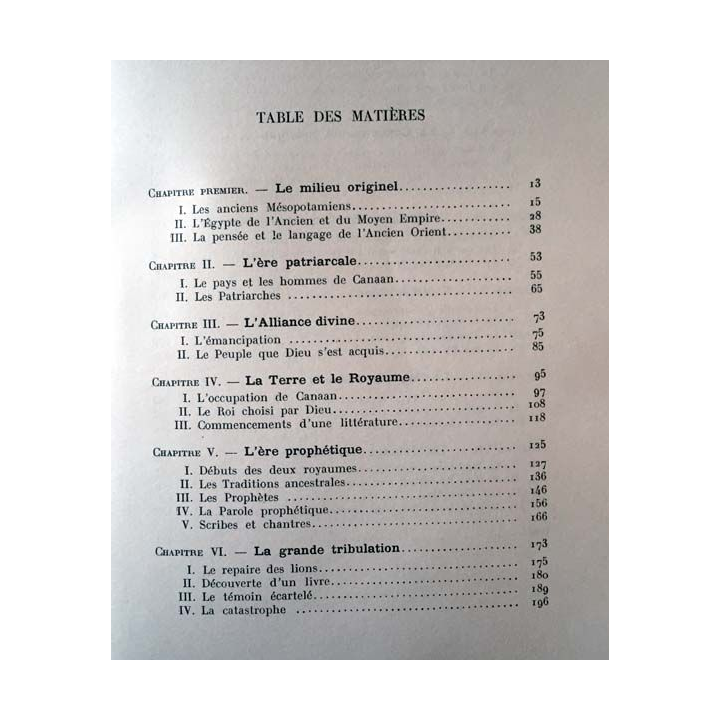 TABLE DES MATIÈRES
CHAPITRE PREMIER. — Le milieu originel................... 13
I. Les anciens Mésopotamiens........................... 15
II. L'Égypte de l'Ancien et du Moyen Empire............ 28
III. La pensée et le langage de l'Ancien Orient........... 38
CHAPITRE II. — L'ère patriarcale.......................... 53
I. Le pays et les hommes de Canaan.................... 55
II. Les Patriarches ...................................... 65
CHAPITRE III. — L'Alliance divine.......................... 73
I. L'émancipation...................................... 75
II. Le Peuple que Dieu s'est acquis...................... 85
CHAPITRE IV. — La Terre et le Royaume.................. 95
I. L'occupation de Canaan.............................. 97
II. Le Roi choisi par Dieu............................... 108
III. Commencements d'une littérature.................... 118
CHAPITRE V. — L'ère prophétique.......................... 125
I. Débuts des deux royaumes........................... 127
II. Les Traditions ancestrales............................ 136
III. Les Prophètes ...................................... 146
IV. La Parole prophétique............................... 156
V. Scribes et chantres.................................. 166
CHAPITRE VI. — La grande tribulation.................... 173
I. Le repaire des lions.................................. 175
II. Découverte d'un livre................................ 180
III. Le témoin écartelé.................................. 189
IV. La catastrophe ..................................... 196